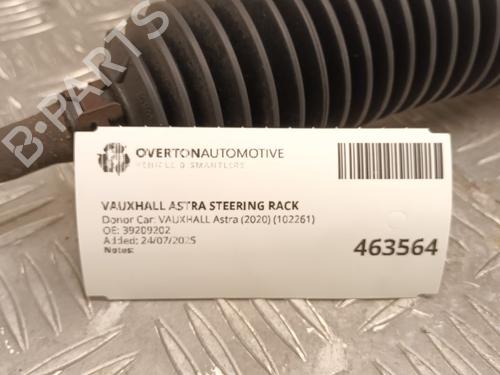 B-PARTS
OVERTONAUTOMOTIVE
VEHICLE DISMANTLERS
VAUXHALL ASTRA STEERING RACK
Donor Car: VAUXHALL Astra (2020) (102261)
OE: 39209202
Added: 24/07/2025
Notes:
463564